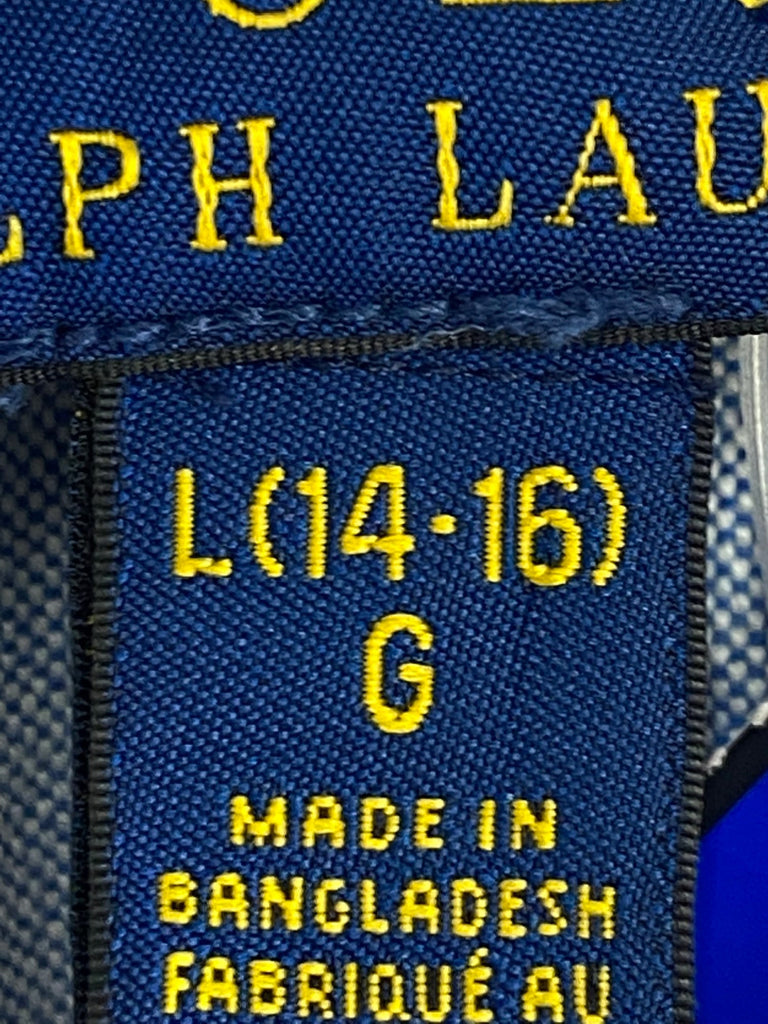 LPH LAU
L(14-16)
G
MADE IN
BANGLADESH
FABRIQUÉ AU